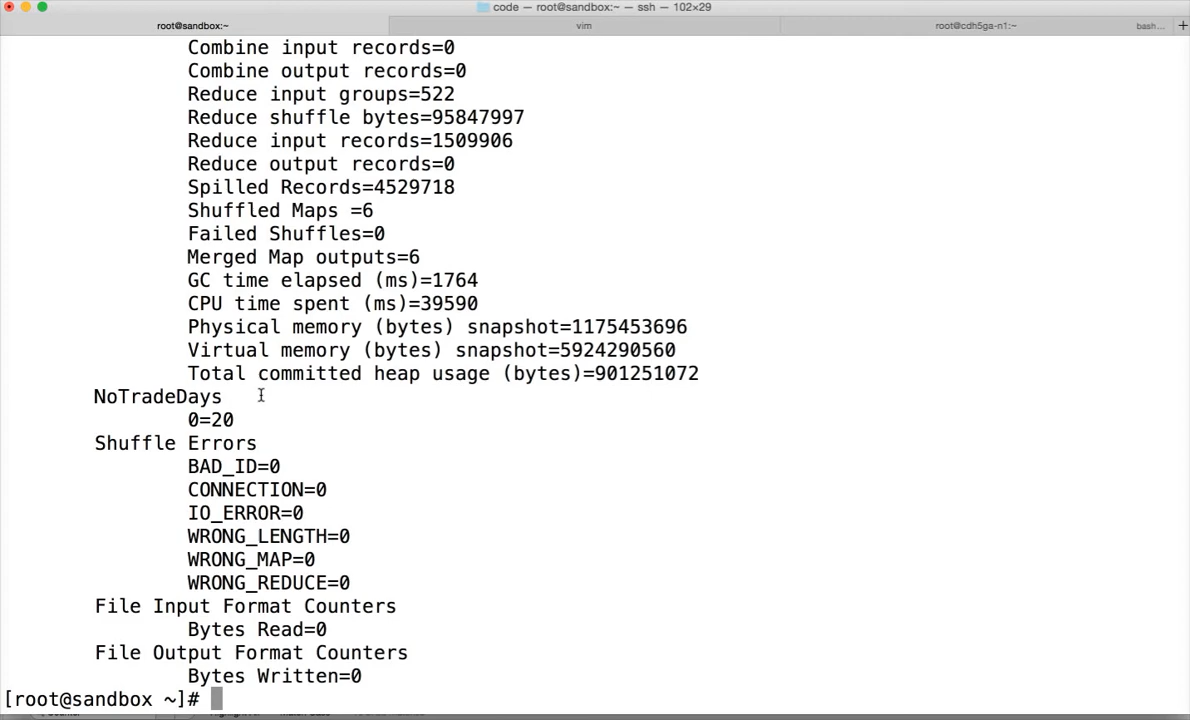 code — root@sandbox:~ — ssh — 102×29
root@sandbox:~ vim root@cdh5ga-n1:~ bash... +
Combine input records=0
Combine output records=0
Reduce input groups=522
Reduce shuffle bytes=95847997
Reduce input records=1509906
Reduce output records=0
Spilled Records=4529718
Shuffled Maps =6
Failed Shuffles=0
Merged Map outputs=6
GC time elapsed (ms)=1764
CPU time spent (ms)=39590
Physical memory (bytes) snapshot=1175453696
Virtual memory (bytes) snapshot=5924290560
Total committed heap usage (bytes)=901251072
NoTradeDays
0=20
Shuffle Errors
BAD_ID=0
CONNECTION=0
IO_ERROR=0
WRONG_LENGTH=0
WRONG_MAP=0
WRONG_REDUCE=0
File Input Format Counters
Bytes Read=0
File Output Format Counters
Bytes Written=0
[root@sandbox ~]#